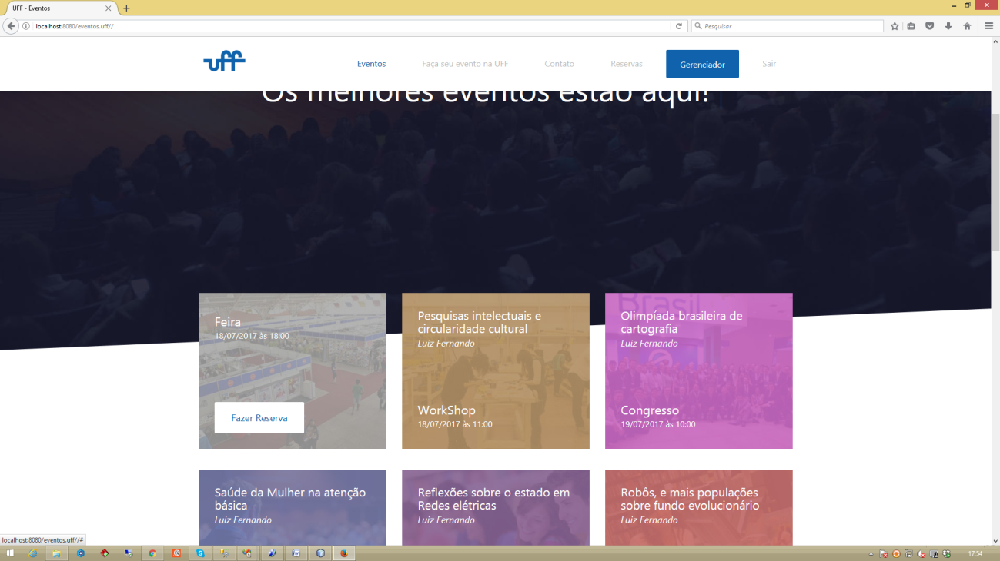 UFF - Eventos
localhost:8080/eventos.uff//
Pesquisar
uff
Eventos
Faça seu evento na UFF
Contato
Reservas
Gerenciador
Sair
Os melhores eventos estão aqui!
Feira
18/07/2017 às 18:00
Fazer Reserva
Pesquisas intelectuais e
circularidade cultural
Luiz Fernando
WorkShop
18/07/2017 às 11:00
Brasil
Olimpíada brasileira de
cartografia
Luiz Fernando
Congresso
19/07/2017 às 10:00
Saúde da Mulher na atenção
básica
Luiz Fernando
Reflexões sobre o estado em
Redes elétricas
Luiz Fernando
Robôs, e mais populações
sobre fundo evolucionário
Luiz Fernando
localhost:8080/eventos.uff//#
17:54